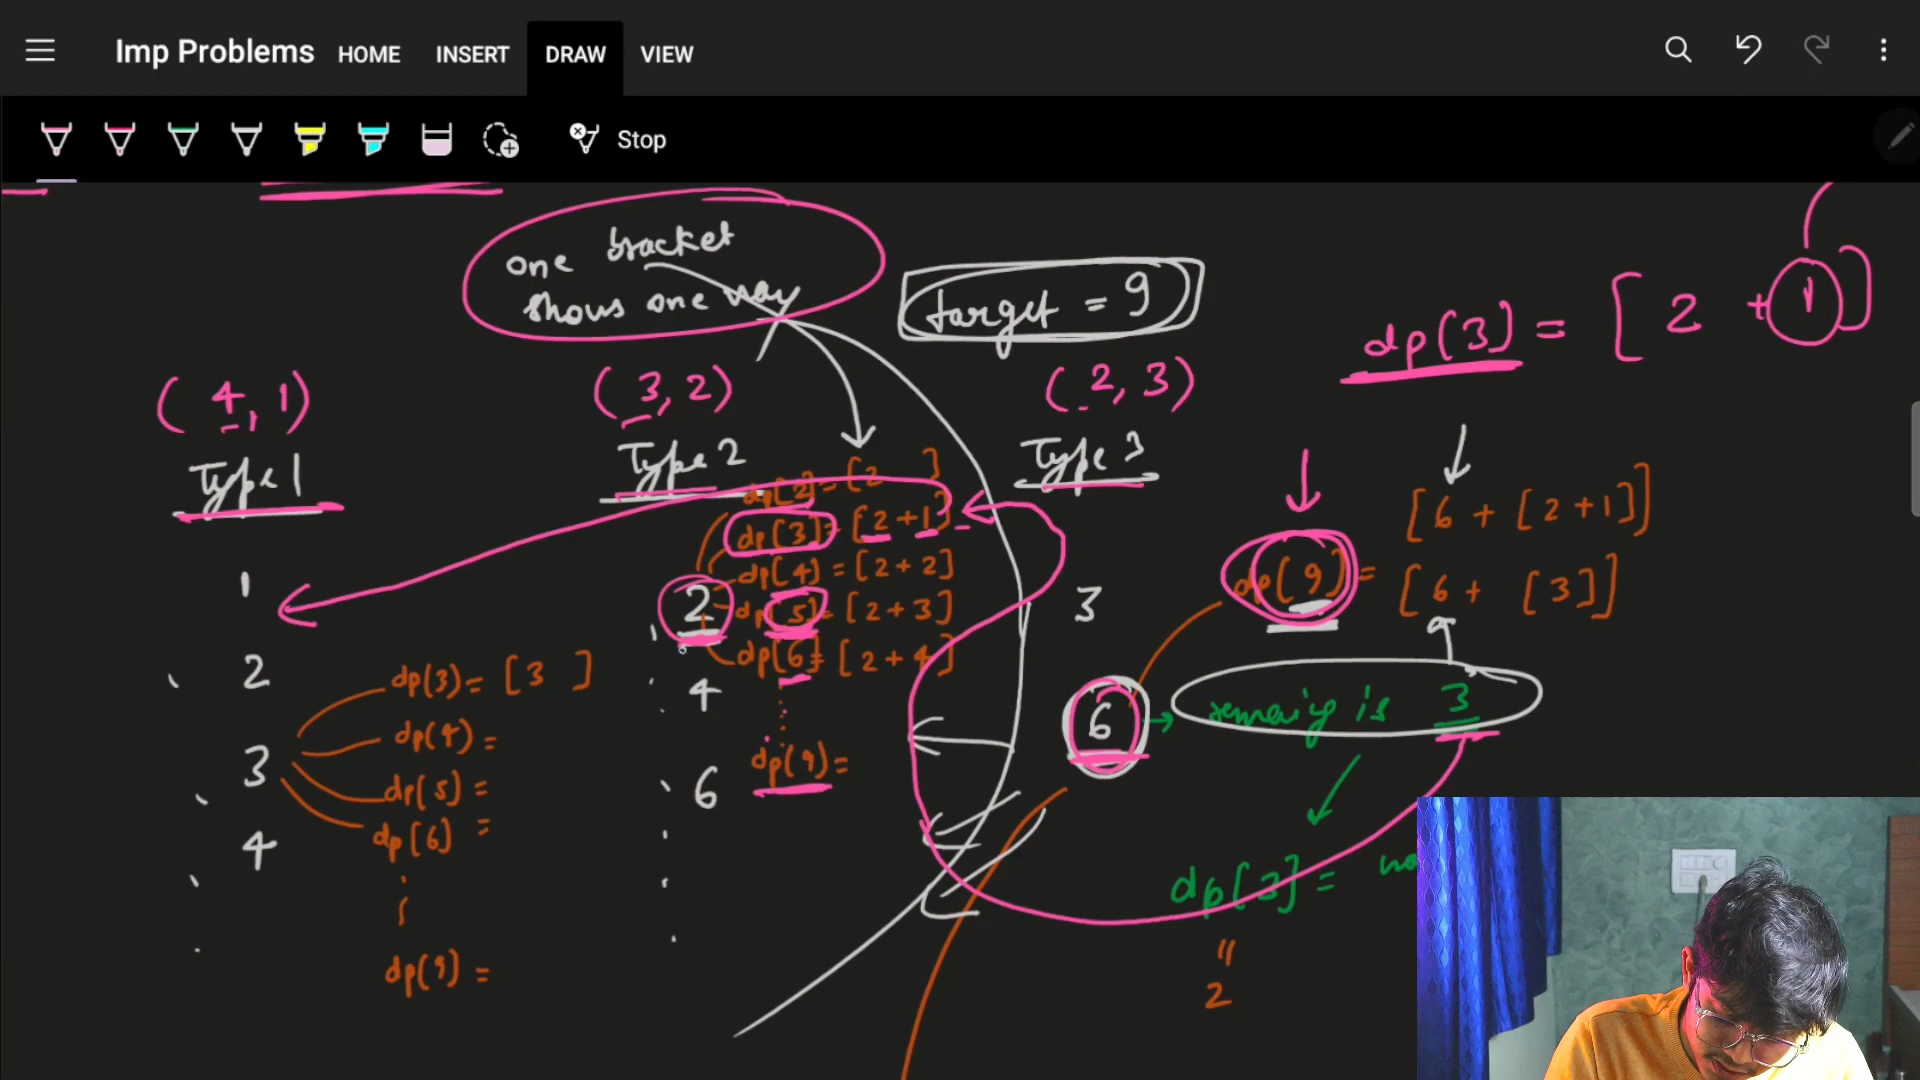 Imp Problems HOME INSERT DRAW VIEW
Stop
one bracket
shows one way
target = 9
dp[3] = [ 2 + 1 ]
(4, 1)
(3, 2)
(2, 3)
Type 1
Type 2
Type 3
dp[2] = [2 ]
dp[3] = [2+1]
dp[4] = [2+2]
dp[5] = [2+3]
dp[6] = [2+4]
dp(9) =
1
2
3
4
dp(3) = [3 ]
dp(4) =
dp[5] =
dp[6] =
dp(9) =
2
4
6
3
6
[6 + [2+1]]
dp(9) = [6 + [3]]
is 3
dp[3] =
2